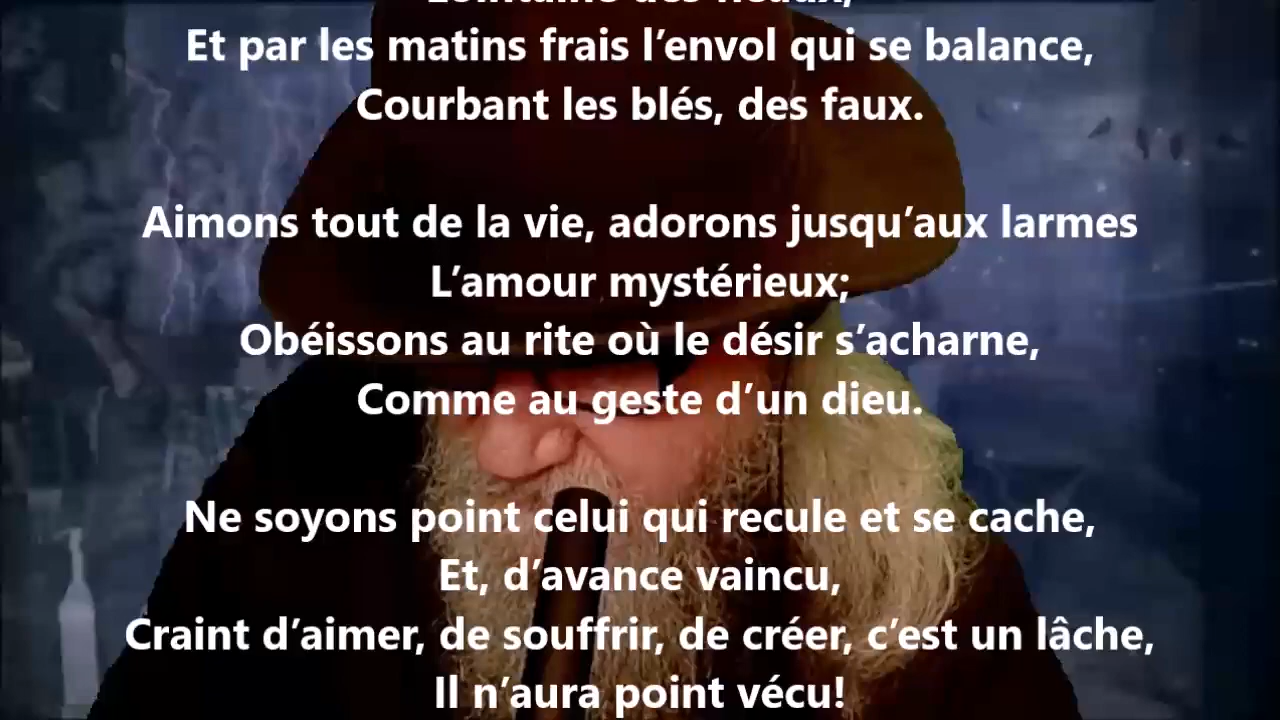 Et par les matins frais l’envol qui se balance,
Courbant les blés, des faux.
Aimons tout de la vie, adorons jusqu’aux larmes
L’amour mystérieux;
Obéissons au rite où le désir s’acharne,
Comme au geste d’un dieu.
Ne soyons point celui qui recule et se cache,
Et, d’avance vaincu,
Craint d’aimer, de souffrir, de créer, c’est un lâche,
Il n’aura point vécu!